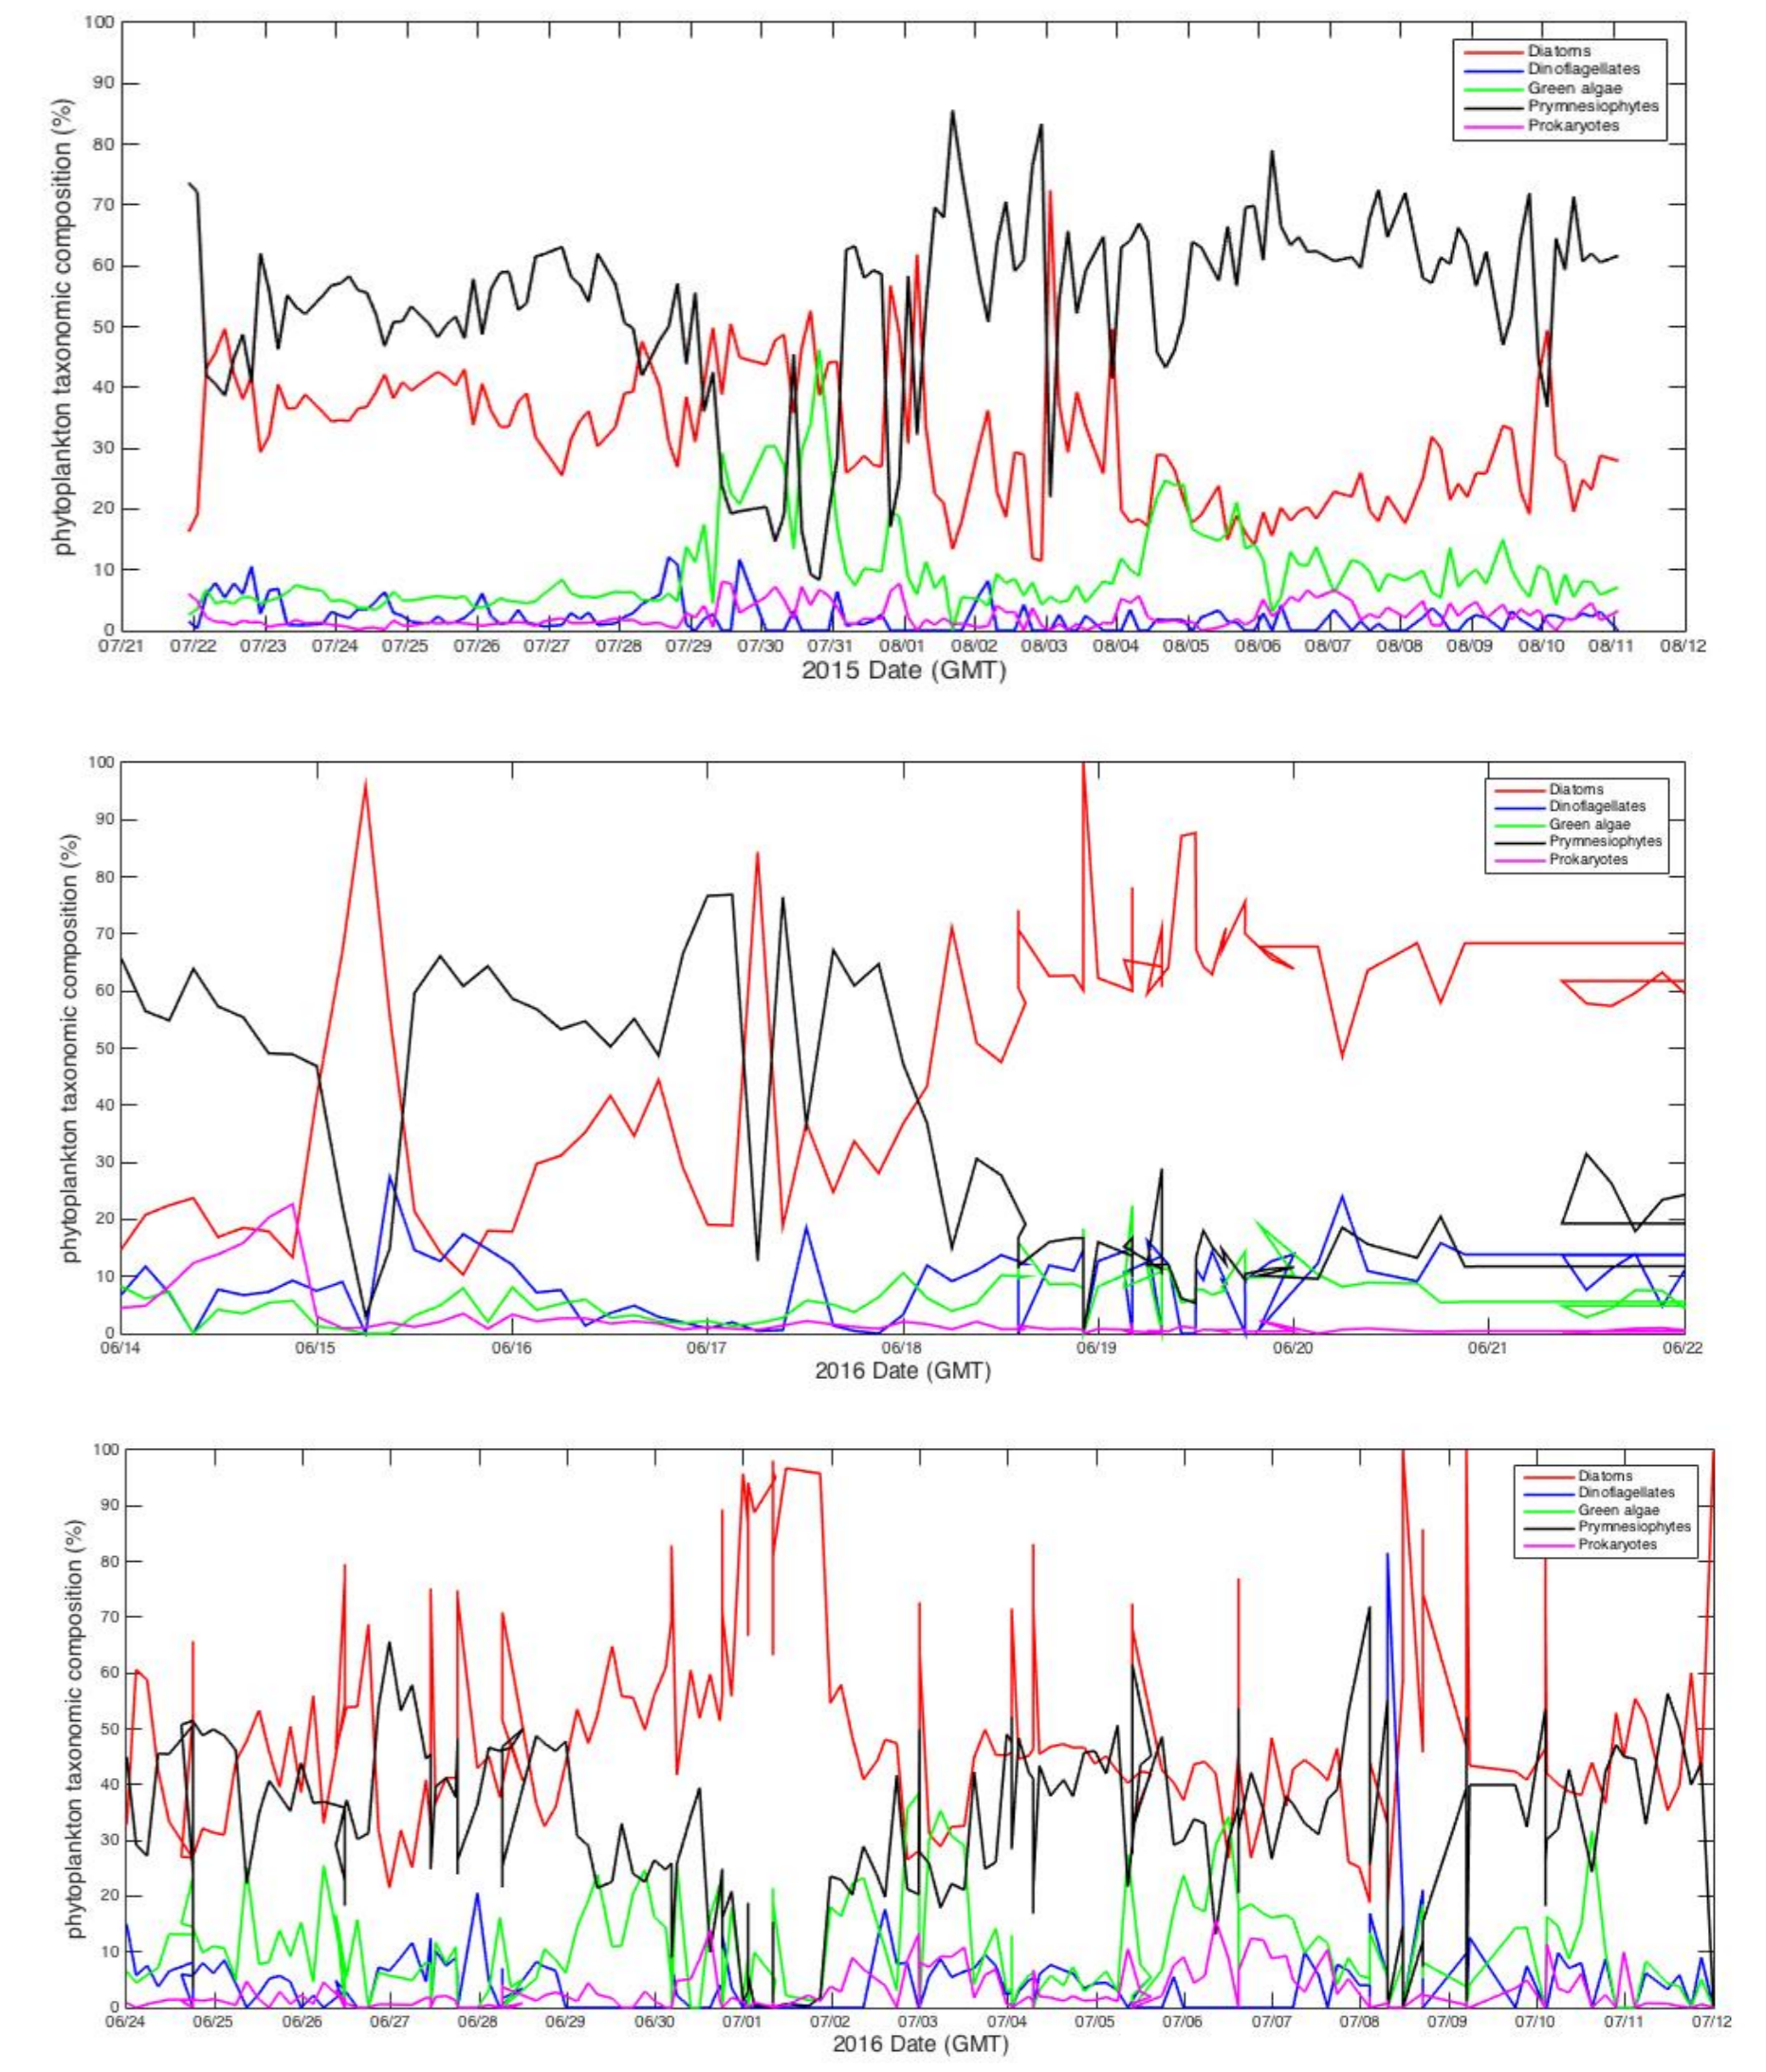 100
90
80
70
60
50
40
30
20
10
0
phytoplankton taxonomic composition (%)
Diatoms
Dinoflagellates
Green algae
Prymnesiophytes
Prokaryotes
07/21 07/22 07/23 07/24 07/25 07/26 07/27 07/28 07/29 07/30 07/31 08/01 08/02 08/03 08/04 08/05 08/06 08/07 08/08 08/09 08/10 08/11 08/12
2015 Date (GMT)
100
90
80
70
60
50
40
30
20
10
0
phytoplankton taxonomic composition (%)
Diatoms
Dinoflagellates
Green algae
Prymnesiophytes
Prokaryotes
06/14 06/15 06/16 06/17 06/18 06/19 06/20 06/21 06/22
2016 Date (GMT)
100
90
80
70
60
50
40
30
20
10
0
phytoplankton taxonomic composition (%)
Diatoms
Dinoflagellates
Green algae
Prymnesiophytes
Prokaryotes
06/24 06/25 06/26 06/27 06/28 06/29 06/30 07/01 07/02 07/03 07/04 07/05 07/06 07/07 07/08 07/09 07/10 07/11 07/12
2016 Date (GMT)